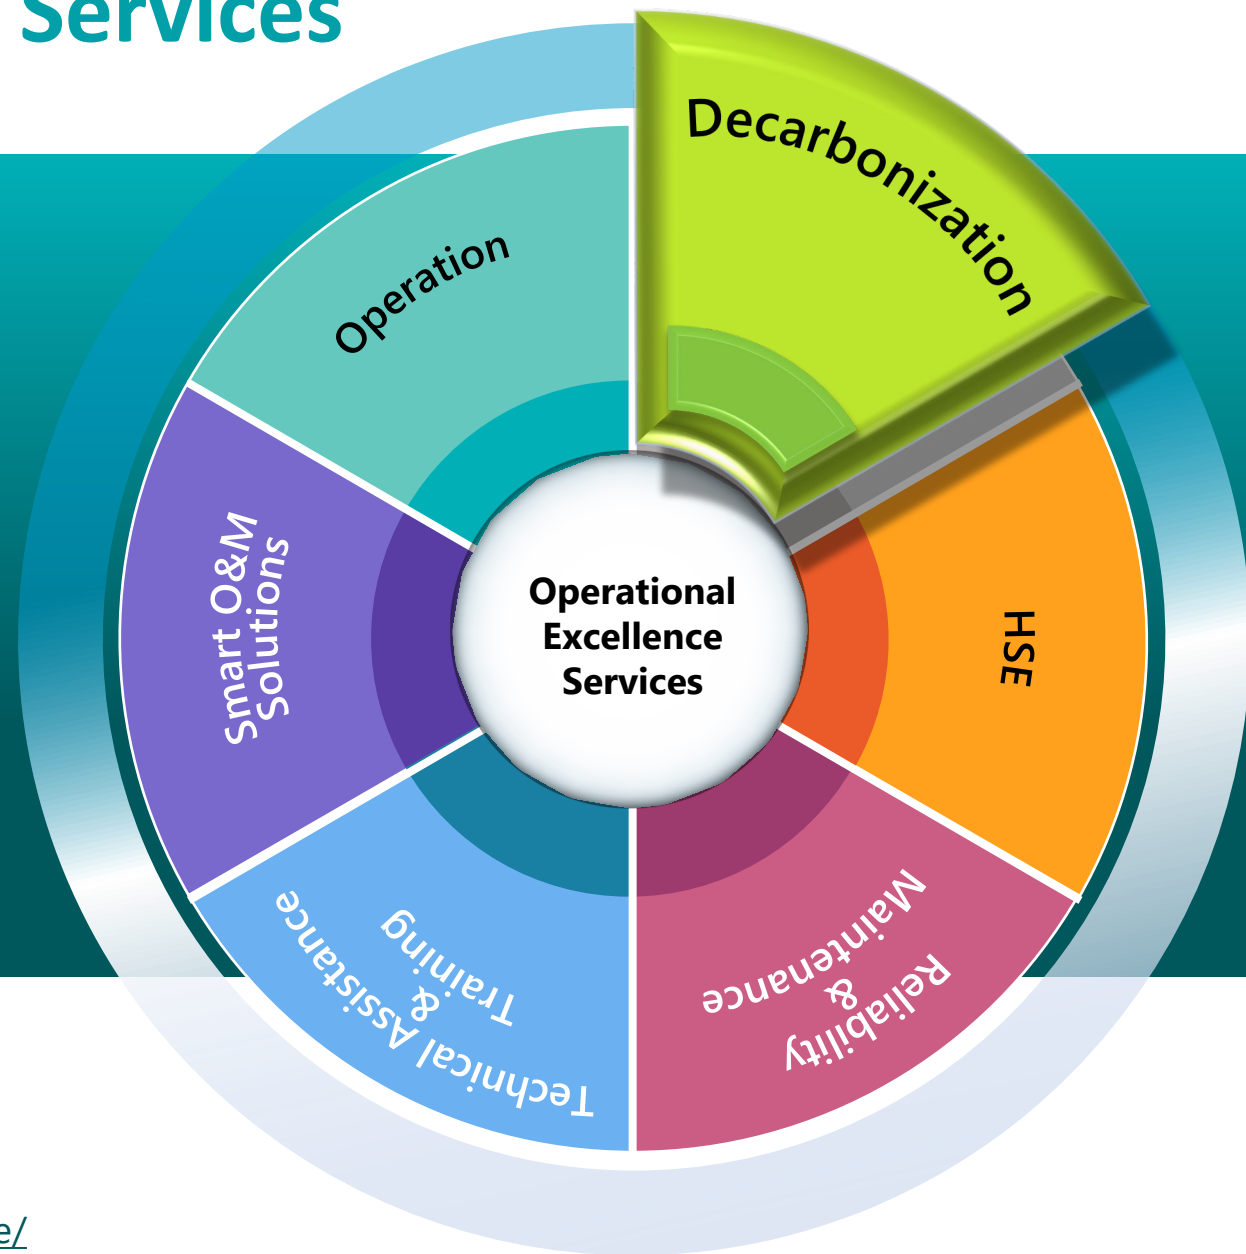 Services
Decarbonization
Operation
HSE
Smart O&M
Solutions
Operational
Excellence
Services
Reliability
&
Maintenance
Technical Assistance
&
Training
e/